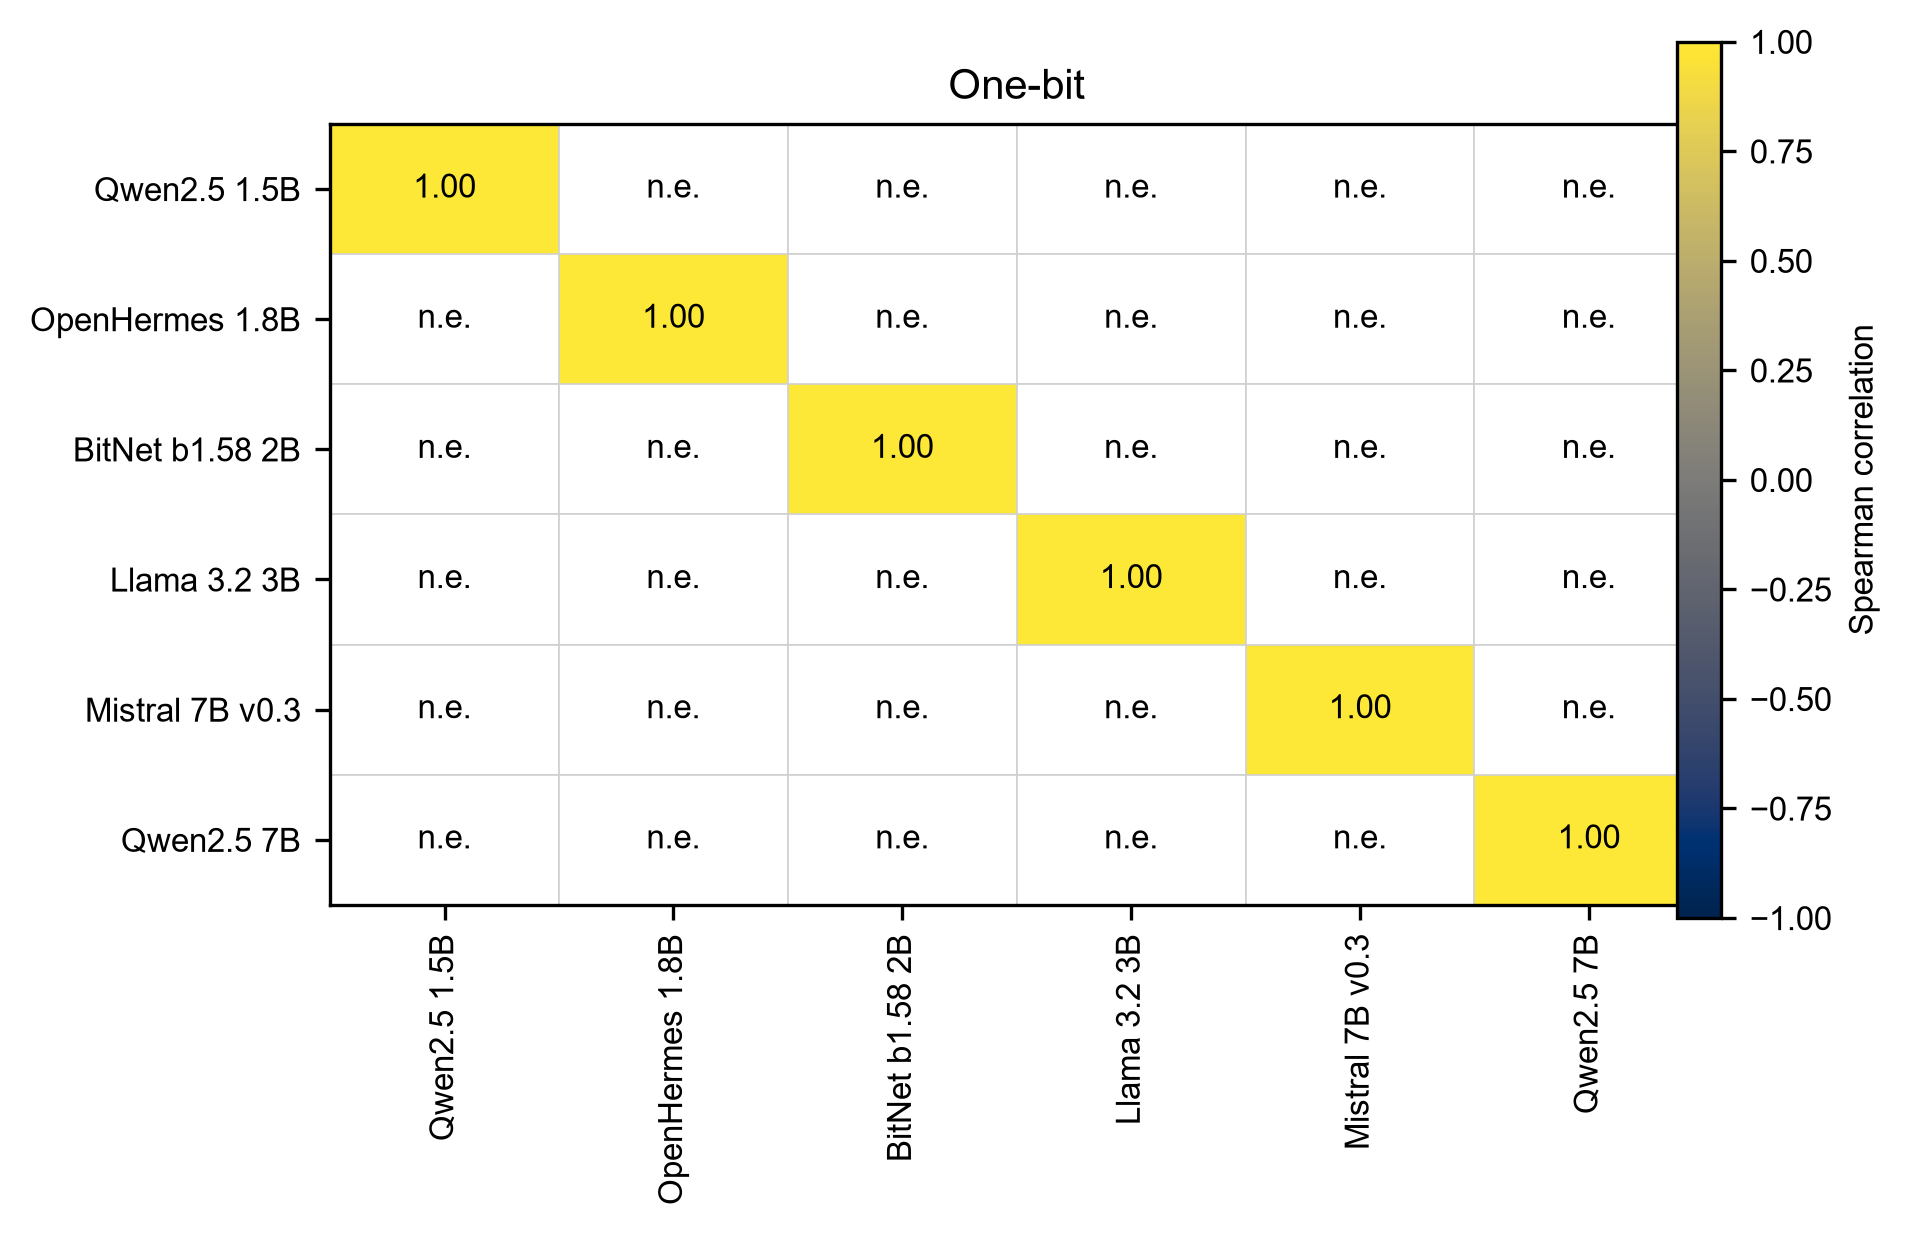 One-bit
Qwen2.5 1.5B 1.00 n.e. n.e. n.e. n.e. n.e.
OpenHermes 1.8B n.e. 1.00 n.e. n.e. n.e. n.e.
BitNet b1.58 2B n.e. n.e. 1.00 n.e. n.e. n.e.
Llama 3.2 3B n.e. n.e. n.e. 1.00 n.e. n.e.
Mistral 7B v0.3 n.e. n.e. n.e. n.e. 1.00 n.e.
Qwen2.5 7B n.e. n.e. n.e. n.e. n.e. 1.00
Qwen2.5 1.5B
OpenHermes 1.8B
BitNet b1.58 2B
Llama 3.2 3B
Mistral 7B v0.3
Qwen2.5 7B
1.00
0.75
0.50
0.25
0.00
−0.25
−0.50
−0.75
−1.00
Spearman correlation